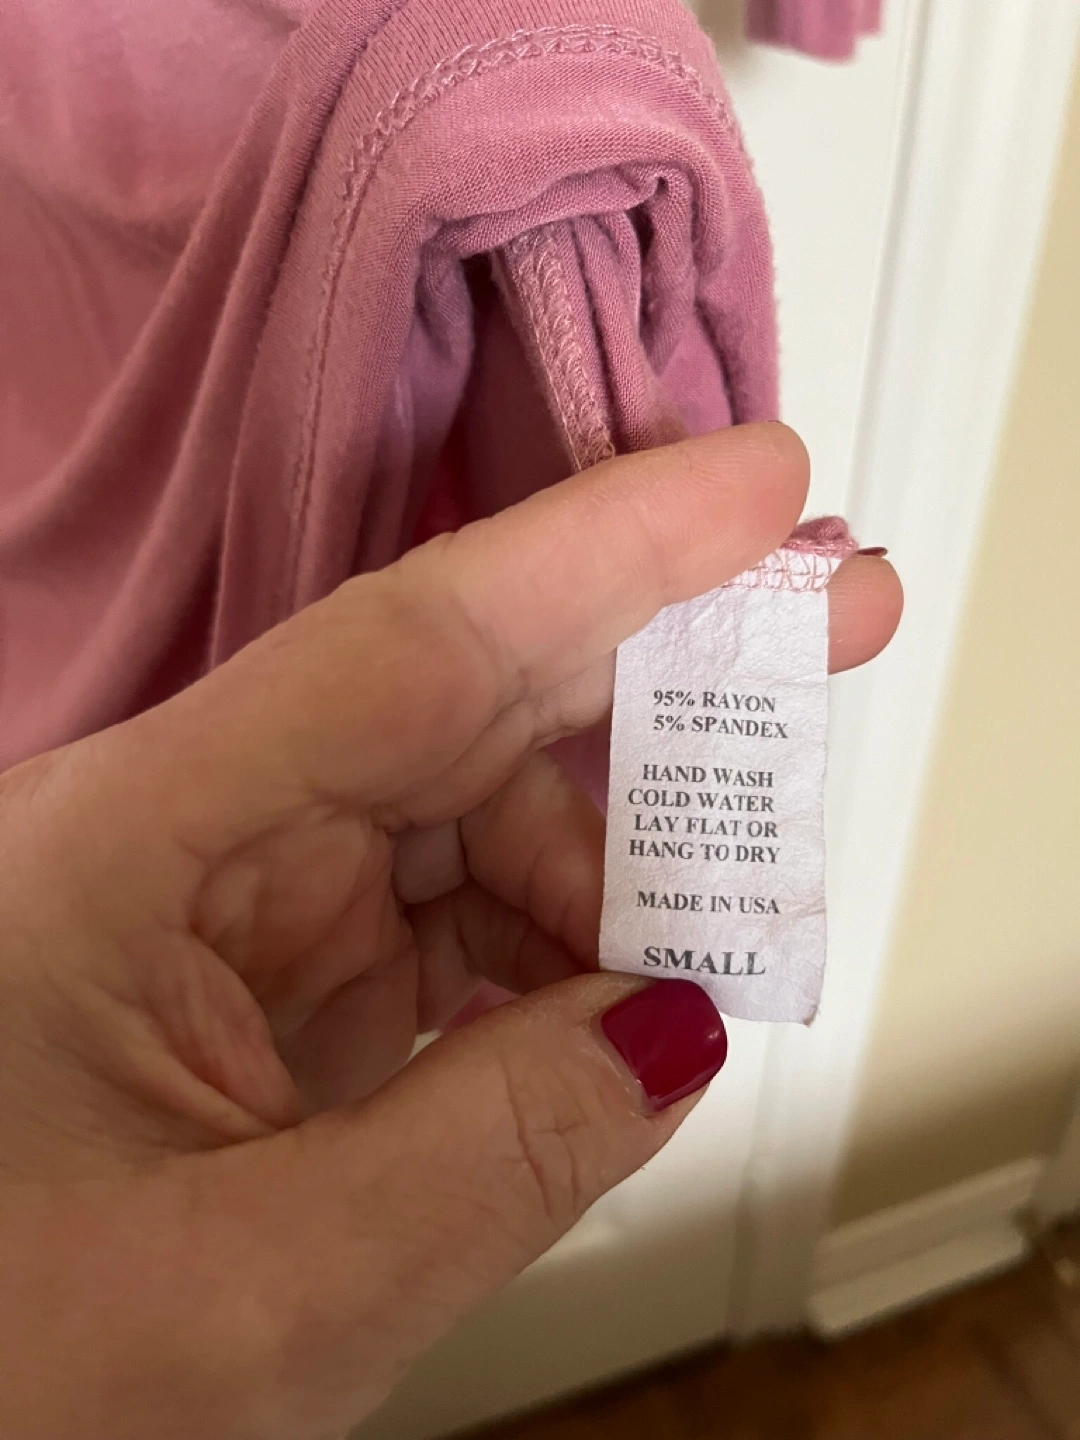 95% RAYON
5% SPANDEX
HAND WASH
COLD WATER
LAY FLAT OR
HANG TO DRY
MADE IN USA
SMALL